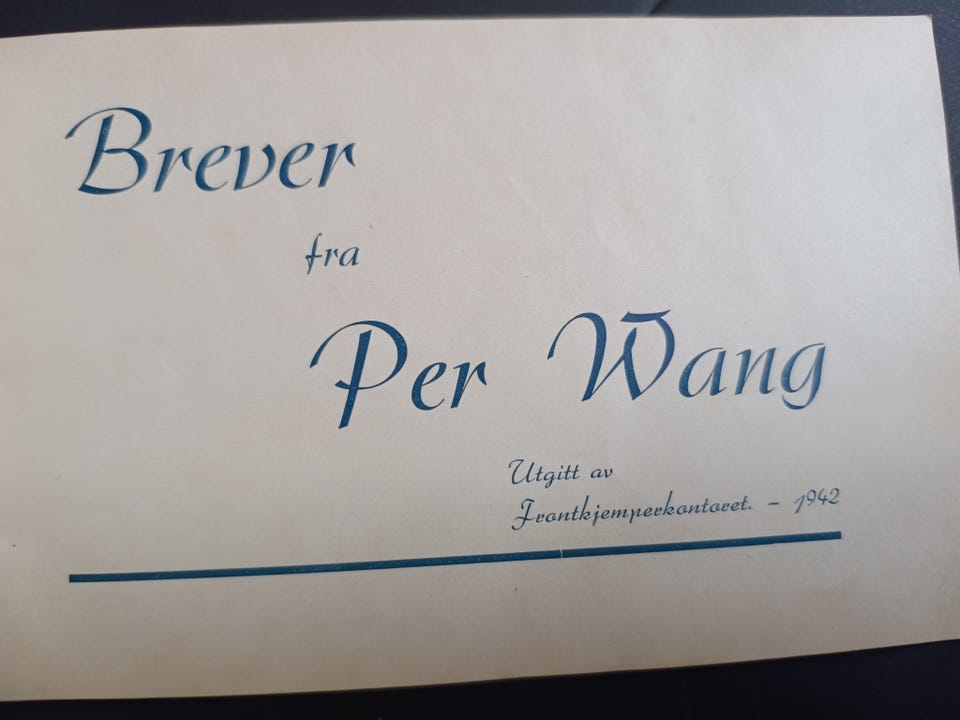 Brever
fra
Per Wang
Utgitt av
Frontkjemperkontoret. - 1942